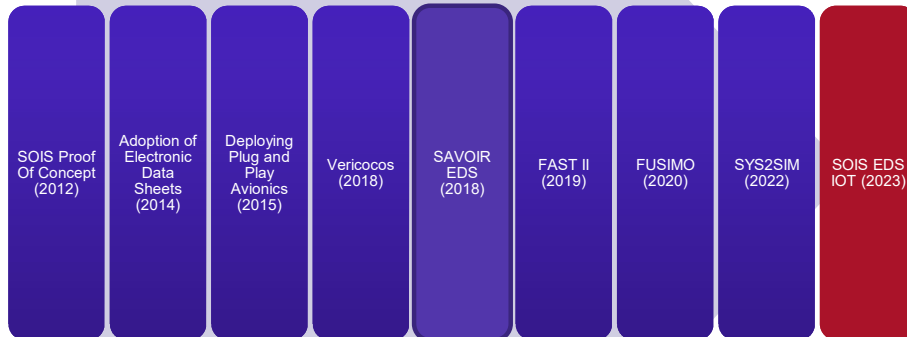 SOIS Proof
Of Concept
(2012)
Adoption of
Electronic
Data
Sheets
(2014)
Deploying
Plug and
Play
Avionics
(2015)
Vericocos
(2018)
SAVOIR
EDS
(2018)
FAST II
(2019)
FUSIMO
(2020)
SYS2SIM
(2022)
SOIS EDS
IOT (2023)